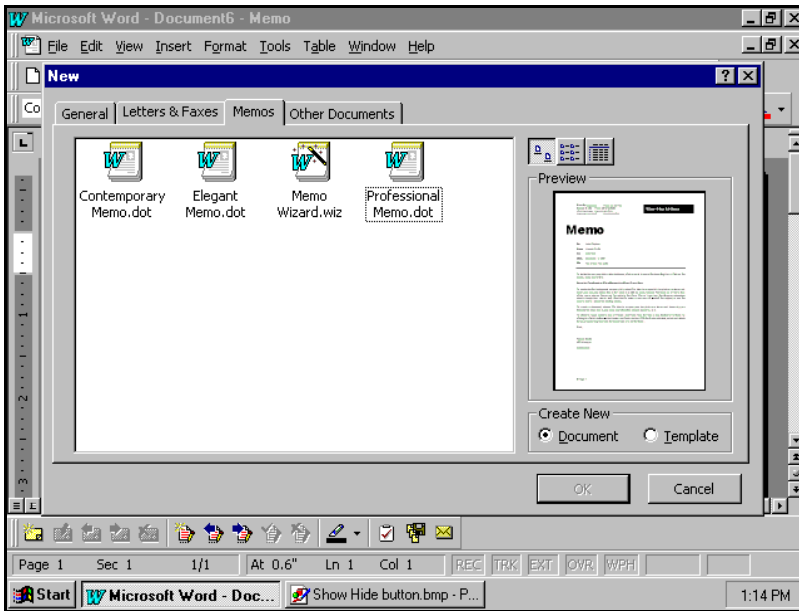 Microsoft Word - Document6 - Memo
File Edit View Insert Format Tools Table Window Help
New
Co
General Letters & Faxes Memos Other Documents
Contemporary Memo.dot
Elegant Memo.dot
Memo Wizard.wiz
Professional Memo.dot
Preview
Memo
Create New
Document Template
OK Cancel
Page 1 Sec 1 1/1 At 0.6" Ln 1 Col 1 REC TRK EXT OVR WPH
Start Microsoft Word - Doc... Show Hide button.bmp - P... 1:14 PM